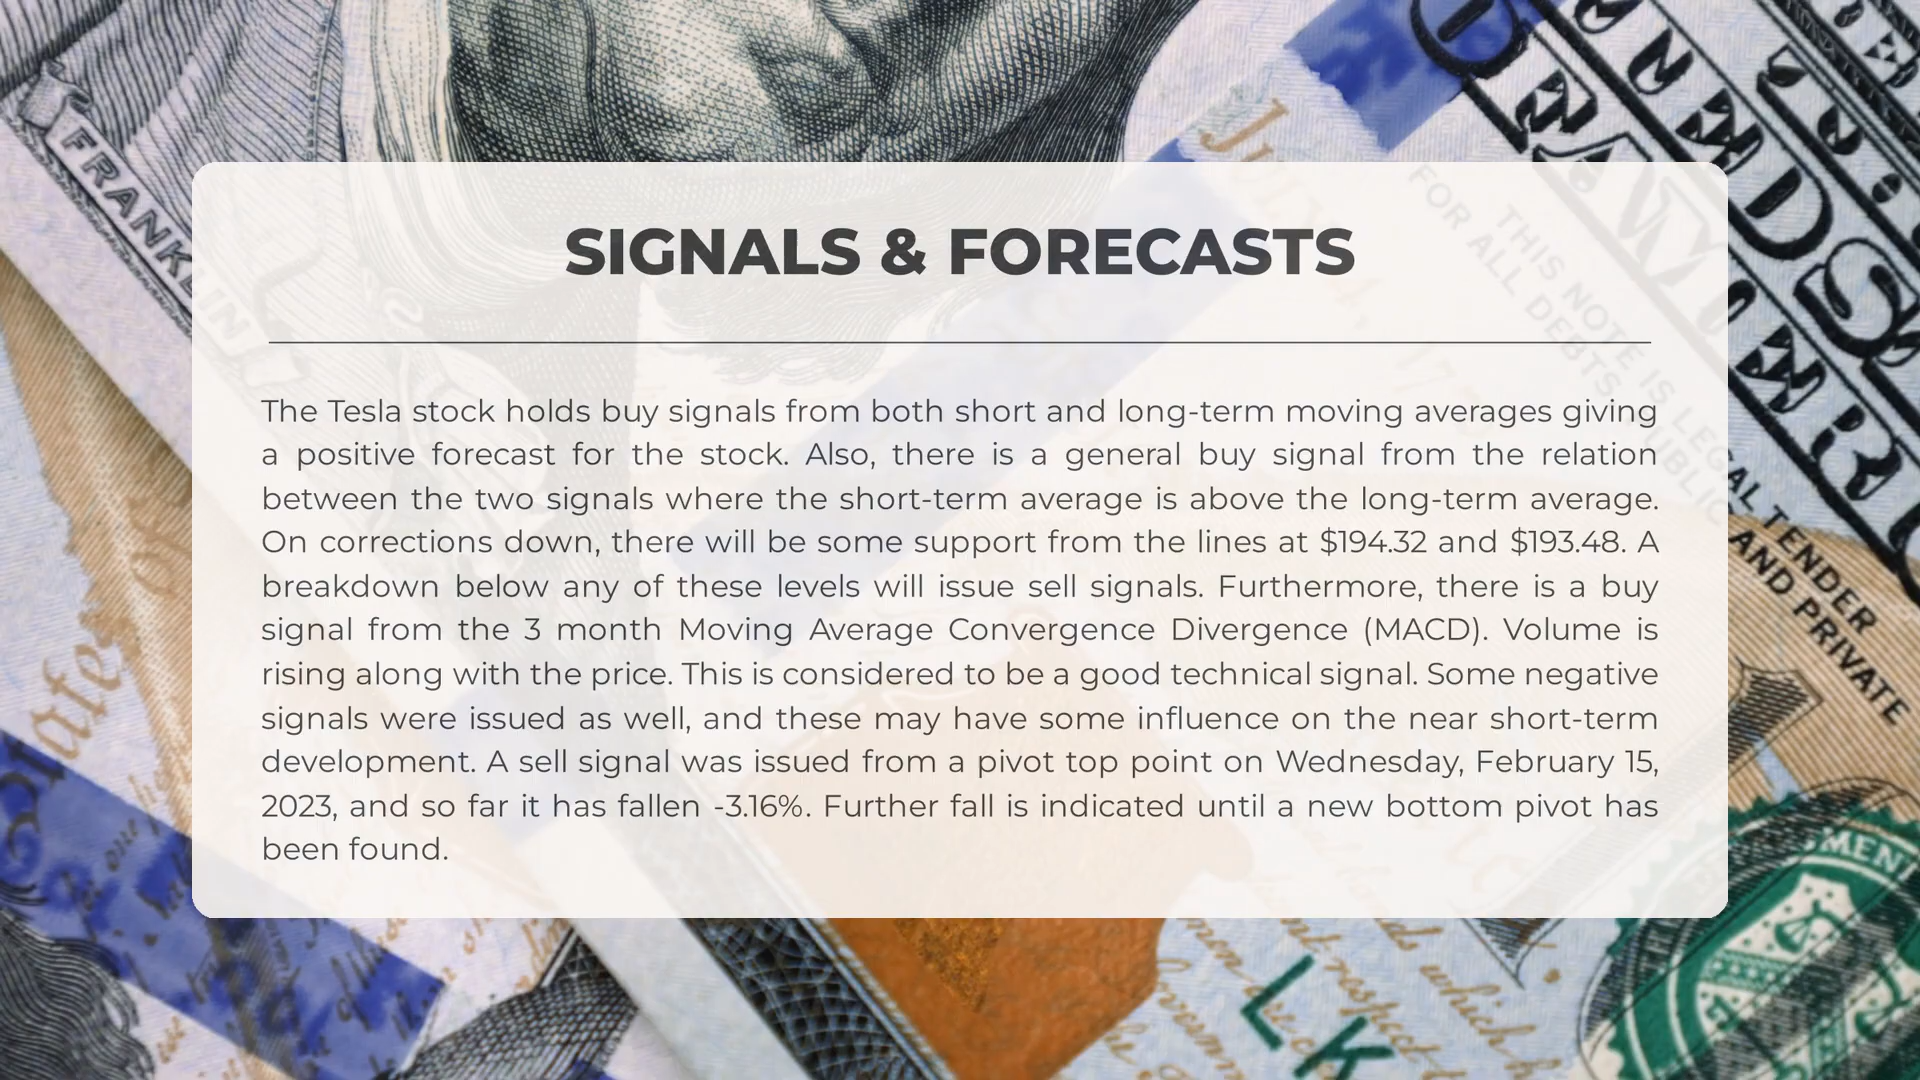 FRANKLIN
SIGNALS & FORECASTS
The Tesla stock holds buy signals from both short and long-term moving averages giving
a positive forecast for the stock. Also, there is a general buy signal from the relation
between the two signals where the short-term average is above the long-term average.
On corrections down, there will be some support from the lines at $194.32 and $193.48. A
breakdown below any of these levels will issue sell signals. Furthermore, there is a buy
signal from the 3 month Moving Average Convergence Divergence (MACD). Volume is
rising along with the price. This is considered to be a good technical signal. Some negative
signals were issued as well, and these may have some influence on the near short-term
development. A sell signal was issued from a pivot top point on Wednesday, February 15,
2023, and so far it has fallen -3.16%. Further fall is indicated until a new bottom pivot has
been found.
THIS NOTE IS LEGAL TENDER
FOR ALL DEBTS, PUBLIC AND PRIVATE
JULY 4, 177
LK